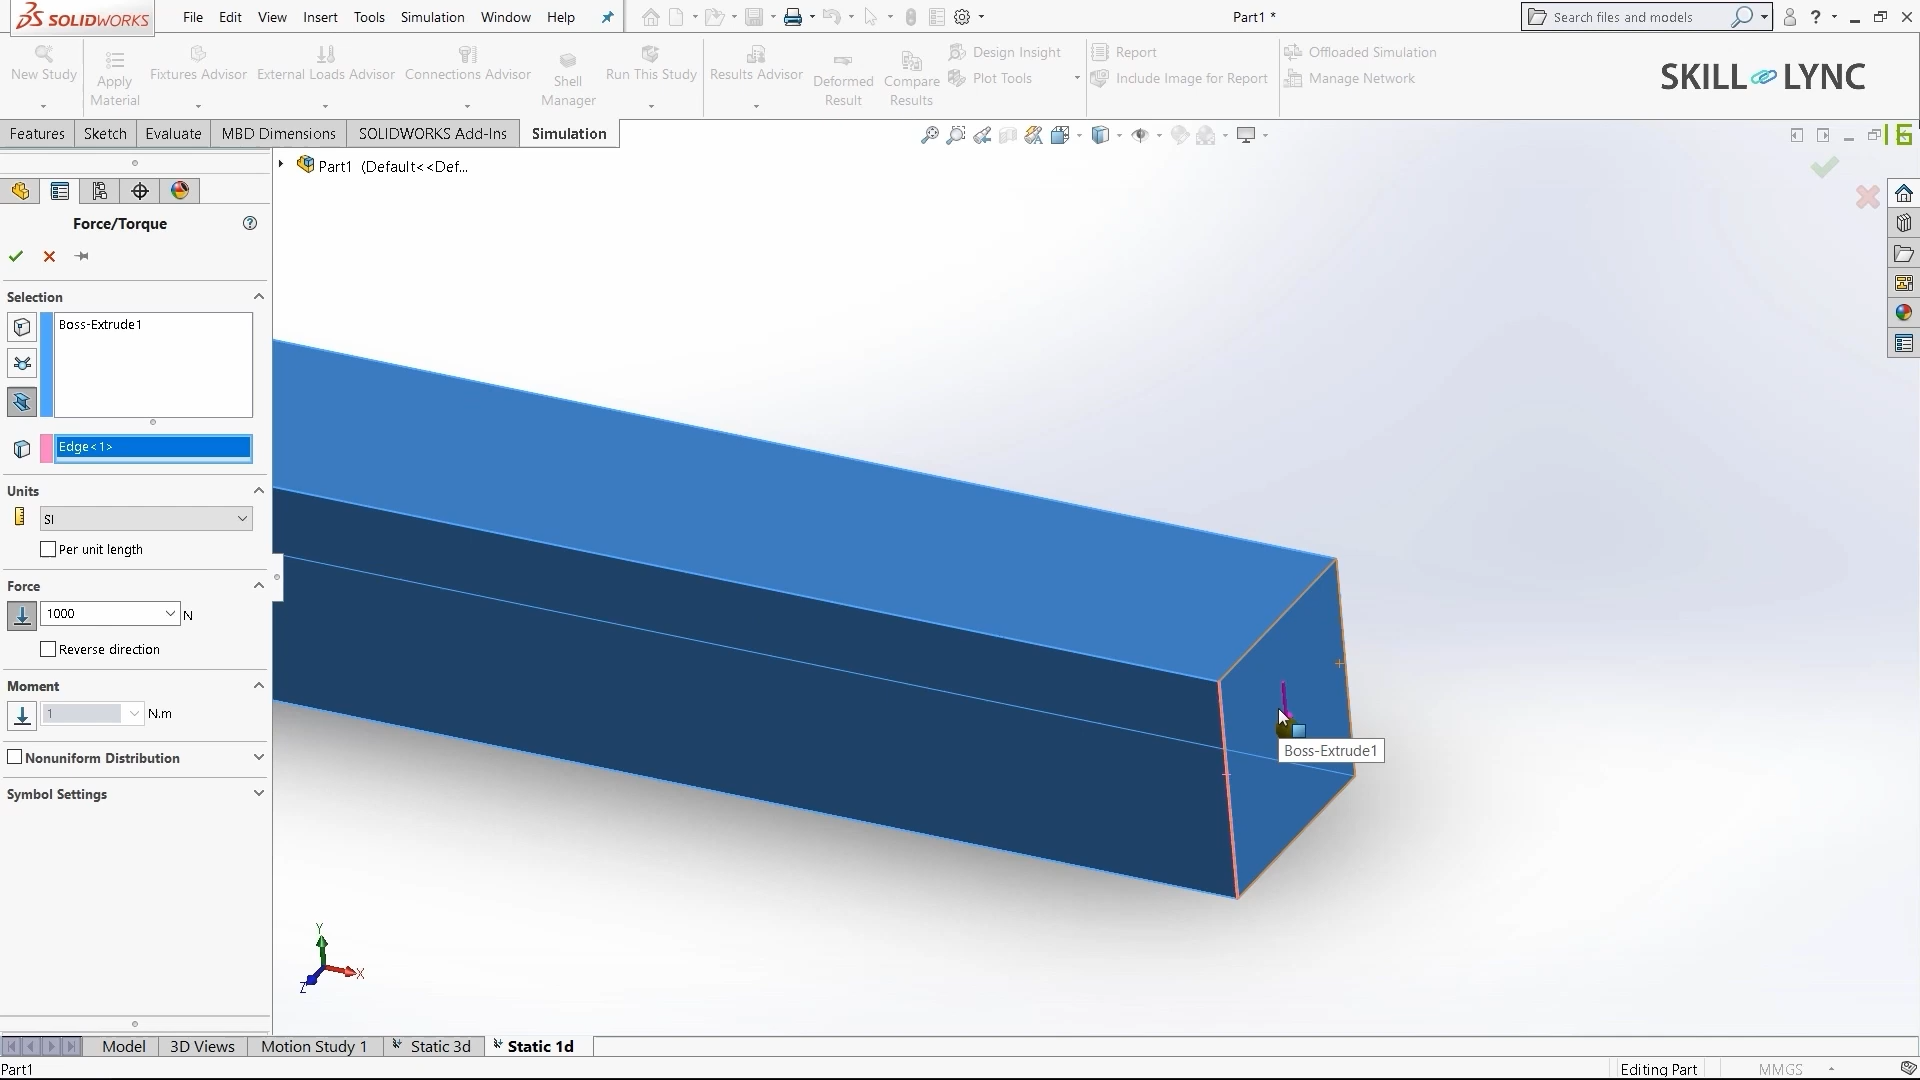 SOLIDWORKS File Edit View Insert Tools Simulation Window Help Part1 * Search files and models ?
New Study Apply Material Fixtures Advisor External Loads Advisor Connections Advisor Shell Manager Run This Study Results Advisor Deformed Result Compare Results Design Insight Plot Tools Report Include Image for Report Offloaded Simulation Manage Network
SKILL LYNC
Features Sketch Evaluate MBD Dimensions SOLIDWORKS Add-Ins Simulation
Part1 (Default<<Def...
Force/Torque ?
Selection
Boss-Extrude1
Edge<1>
Units
SI
Per unit length
Force
1000 N
Reverse direction
Moment
1 N.m
Boss-Extrude1
Nonuniform Distribution
Symbol Settings
Y
X
Z
Model 3D Views Motion Study 1 Static 3d Static 1d
Part1 Editing Part MMGS